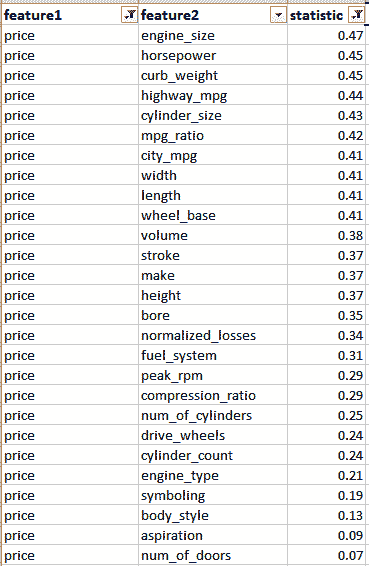 feature1 feature2 statistic
price engine_size 0.47
price horsepower 0.45
price curb_weight 0.45
price highway_mpg 0.44
price cylinder_size 0.43
price mpg_ratio 0.42
price city_mpg 0.41
price width 0.41
price length 0.41
price wheel_base 0.41
price volume 0.38
price stroke 0.37
price make 0.37
price height 0.37
price bore 0.35
price normalized_losses 0.34
price fuel_system 0.31
price peak_rpm 0.29
price compression_ratio 0.29
price num_of_cylinders 0.25
price drive_wheels 0.24
price cylinder_count 0.24
price engine_type 0.21
price symboling 0.19
price body_style 0.13
price aspiration 0.09
price num_of_doors 0.07